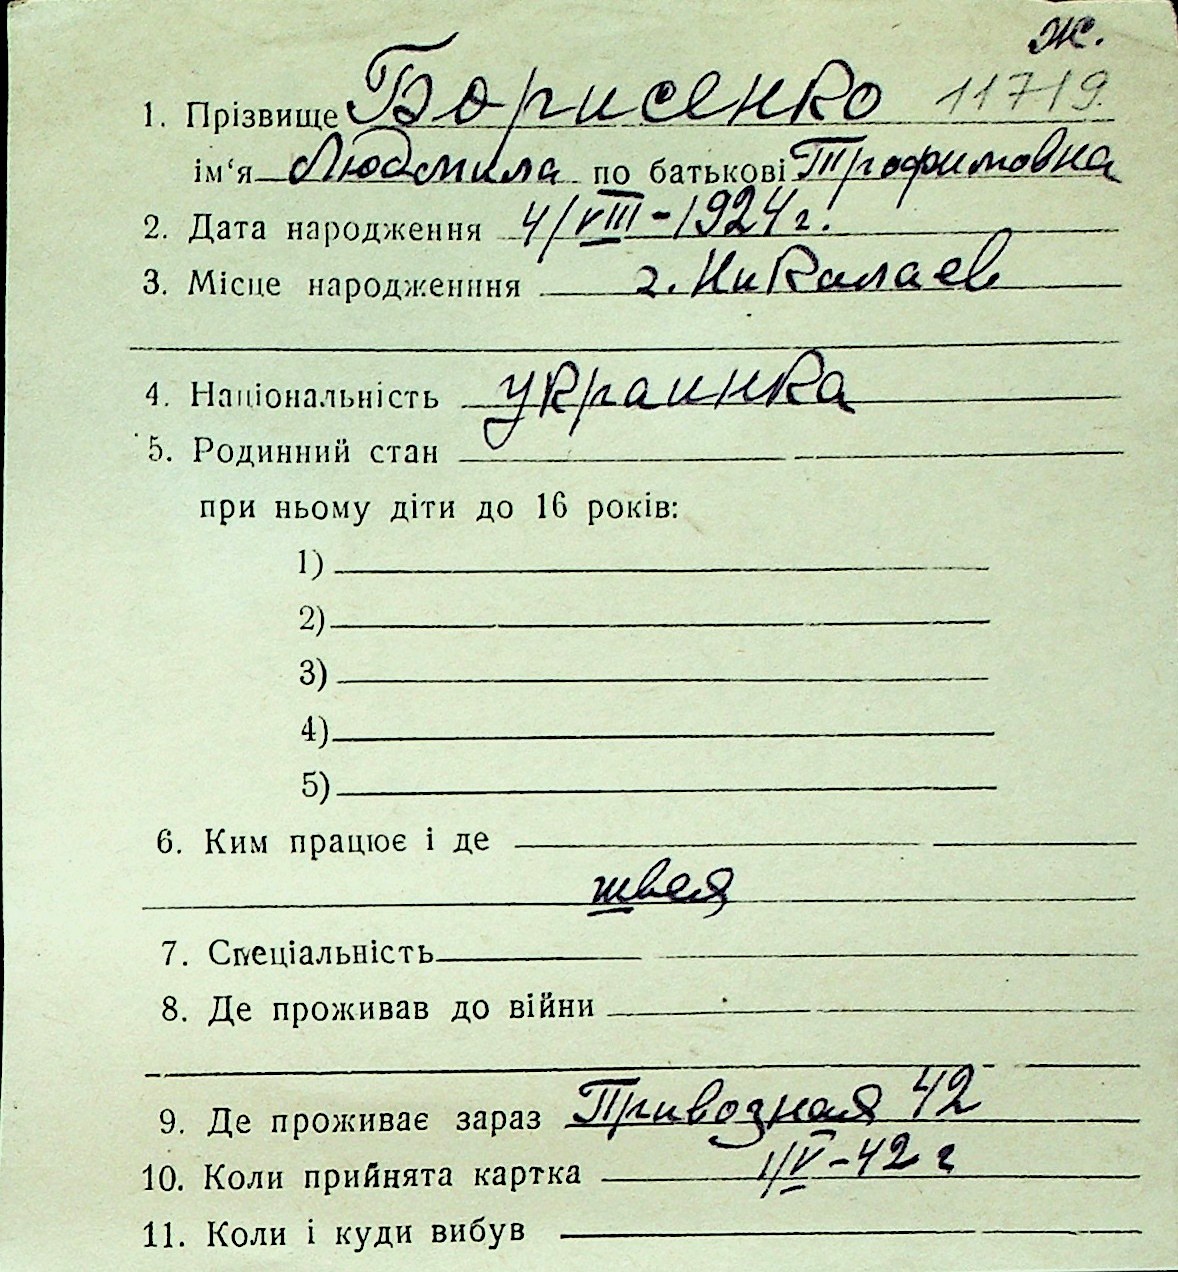 ж.
1. Прізвище Борисенко 11719.
ім‘я Людмила по батькові Трофимовна
2. Дата народження 4/VIII-1924г.
3. Місце народженння г. Николаев
4. Національність украинка
5. Родинний стан
при ньому діти до 16 років:
1)
2)
3)
4)
5)
6. Ким працює і де
швея
7. Спеціальність
8. Де проживав до війни
9. Де проживає зараз Привозная 42
10. Коли прийнята картка 1/V-42 г
11. Коли і куди вибув